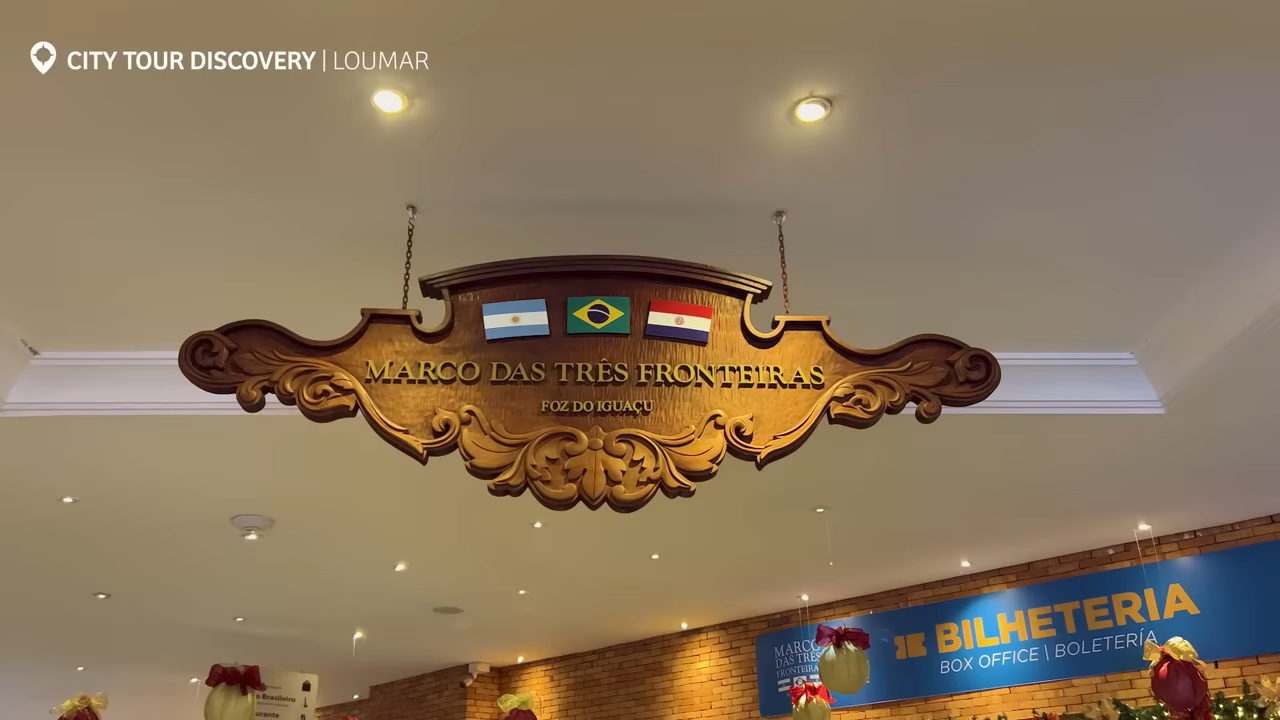 CITY TOUR DISCOVERY | LOUMAR
MARCO DAS TRÊS FRONTEIRAS
FOZ DO IGUAÇU
MARCO
DAS TRÊS
FRONTEIRAS
BILHETERIA
BOX OFFICE | BOLETERÍA
Brasileiro